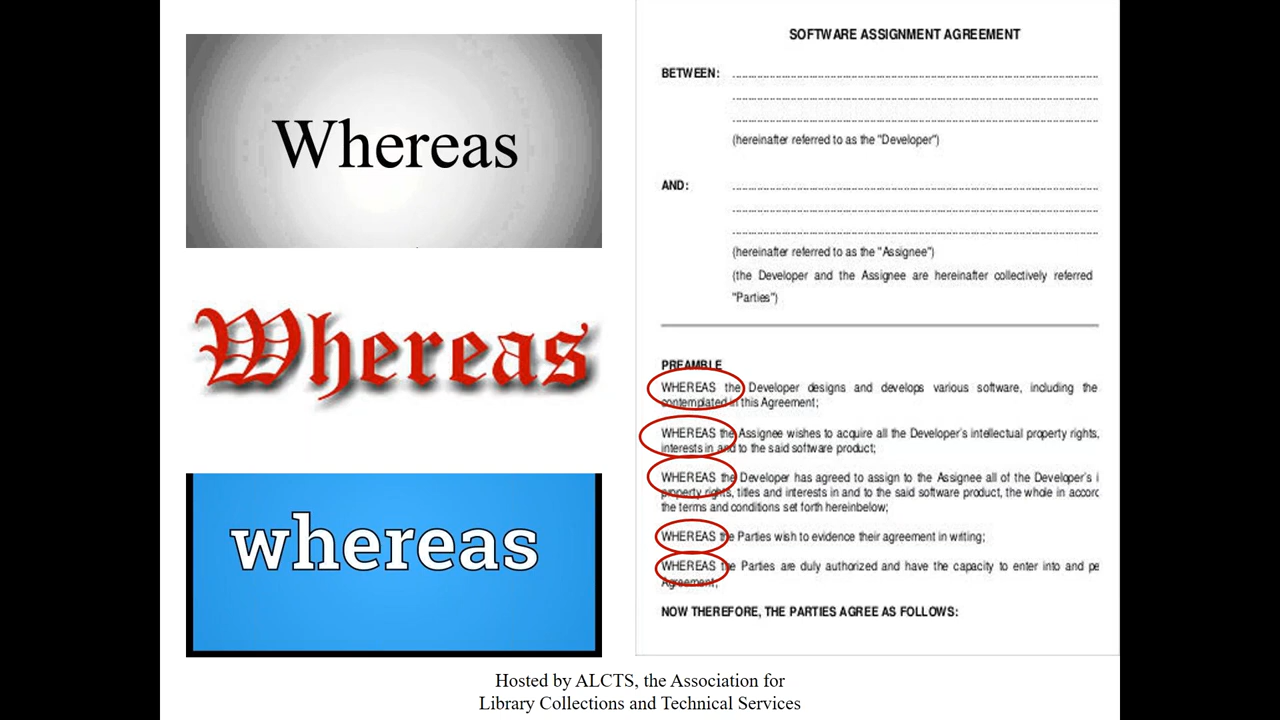 Whereas
Whereas
whereas
SOFTWARE ASSIGNMENT AGREEMENT
BETWEEN:
(hereinafter referred to as the "Developer")
AND:
(hereinafter referred to as the "Assignee")
(the Developer and the Assignee are hereinafter collectively referred
"Parties")
PREAMBLE
WHEREAS the Developer designs and develops various software, including the
contemplated in this Agreement;
WHEREAS the Assignee wishes to acquire all the Developer's intellectual property rights,
interests in and to the said software product;
WHEREAS the Developer has agreed to assign to the Assignee all of the Developer's i
property rights, titles and interests in and to the said software product, the whole in accorc
the terms and conditions set forth hereinbelow;
WHEREAS the Parties wish to evidence their agreement in writing;
WHEREAS the Parties are duly authorized and have the capacity to enter into and pe
Agreement;
NOW THEREFORE, THE PARTIES AGREE AS FOLLOWS:
Hosted by ALCTS, the Association for
Library Collections and Technical Services